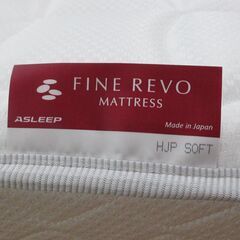 FINE REVO
MATTRESS
ASLEEP
Made in Japan
HJP SOFT